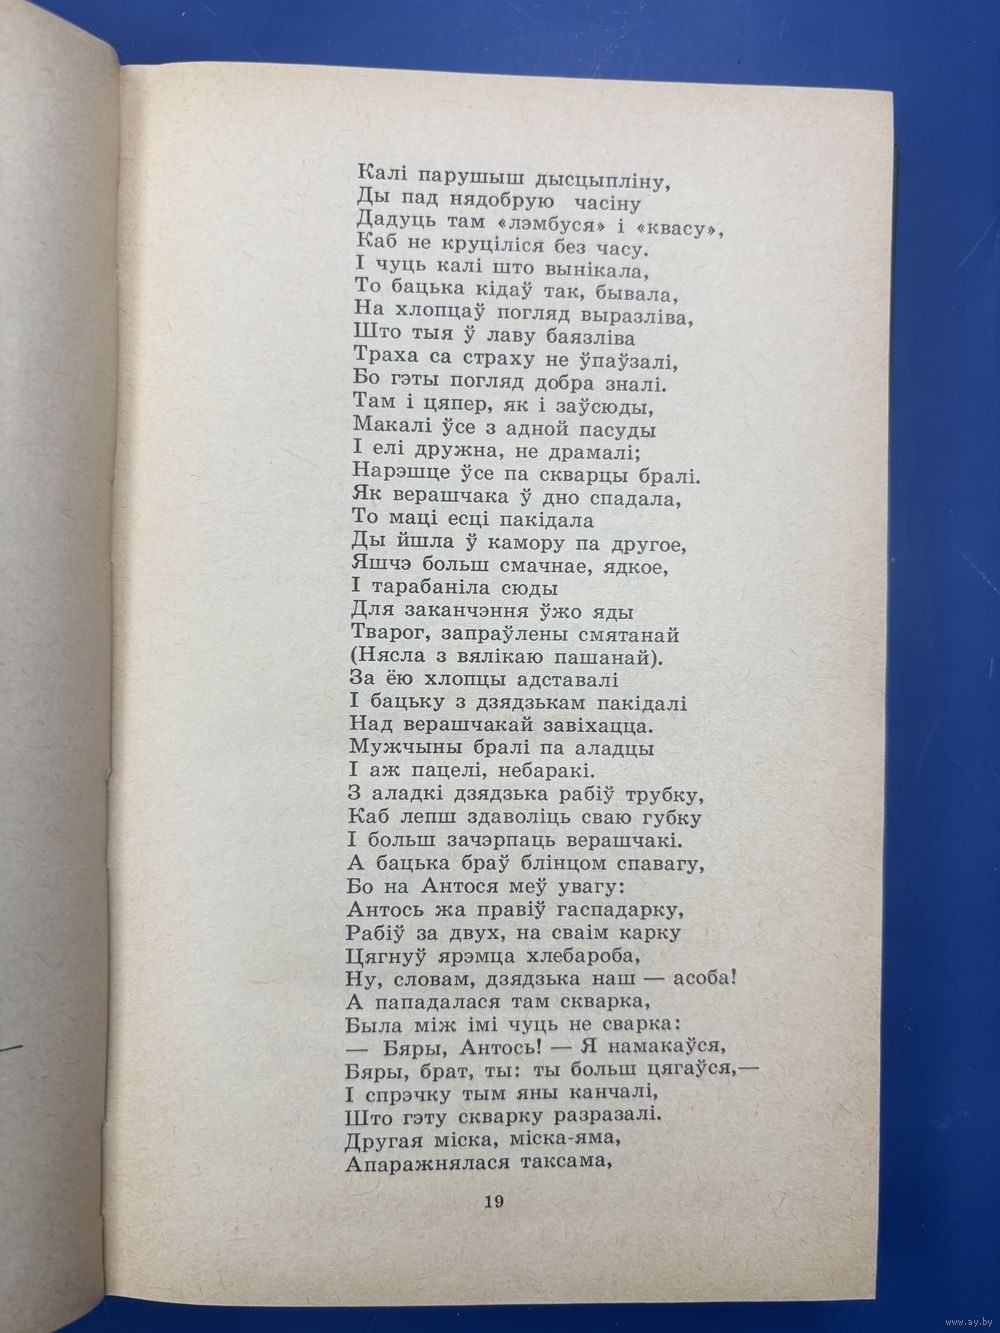 Калі парушыш дысцыпліну,
Ды пад нядобрую часіну
Дадуць там «лэмбуся» і «квасу»,
Каб не круціліся без часу.
І чуць калі што вынікала,
То бацька кідаў так, бывала,
На хлопцаў погляд выразліва,
Што тыя ў лаву баязліва
Траха са страху не ўпаўзалі,
Бо гэты погляд добра зналі.
Там і цяпер, як і заўсюды,
Макалі ўсе з адной пасуды
І елі дружна, не драмалі;
Нарэшце ўсе па скварцы бралі.
Як верашчака ў дно спадала,
То маці есці пакідала
Ды йшла ў камору па другое,
Яшчэ больш смачнае, ядкое,
І тарабаніла сюды
Для заканчэння ўжо яды
Тварог, запраўлены смятанай
(Нясла з вялікаю пашанай).
За ёю хлопцы адставалі
І бацьку з дзядзькам пакідалі
Над верашчакай завіхацца.
Мужчыны бралі па аладцы
І аж пацелі, небаракі.
З аладкі дзядзька рабіў трубку,
Каб лепш здаволіць сваю губку
І больш зачэрпаць верашчакі.
А бацька браў блінцом спавагу,
Бо на Антося меў увагу:
Антось жа правіў гаспадарку,
Рабіў за двух, на сваім карку
Цягнуў ярэмца хлебароба,
Ну, словам, дзядзька наш — асоба!
А пападалася там скварка,
Была між імі чуць не сварка:
— Бяры, Антось! — Я намакаўся,
Бяры, брат, ты: ты больш цягаўся,—
І спрэчку тым яны канчалі,
Што гэту скварку разразалі.
Другая міска, міска-яма,
Апаражнялася таксама,
19
www.ay.by